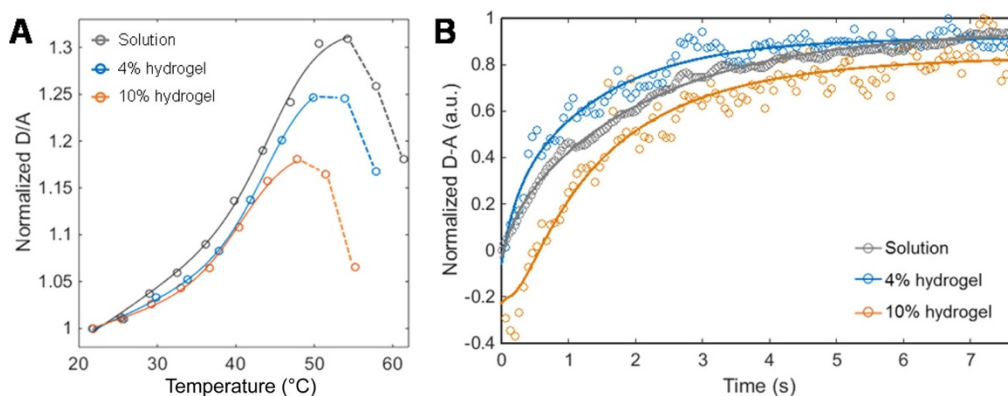 A
Normalized D/A
1.3
1.25
1.2
1.15
1.1
1.05
1
Solution
4% hydrogel
10% hydrogel
20 30 40 50 60
Temperature (°C)
B
Normalized D-A (a.u.)
1
0.8
0.6
0.4
0.2
0
-0.2
-0.4
Solution
4% hydrogel
10% hydrogel
0 1 2 3 4 5 6 7
Time (s)